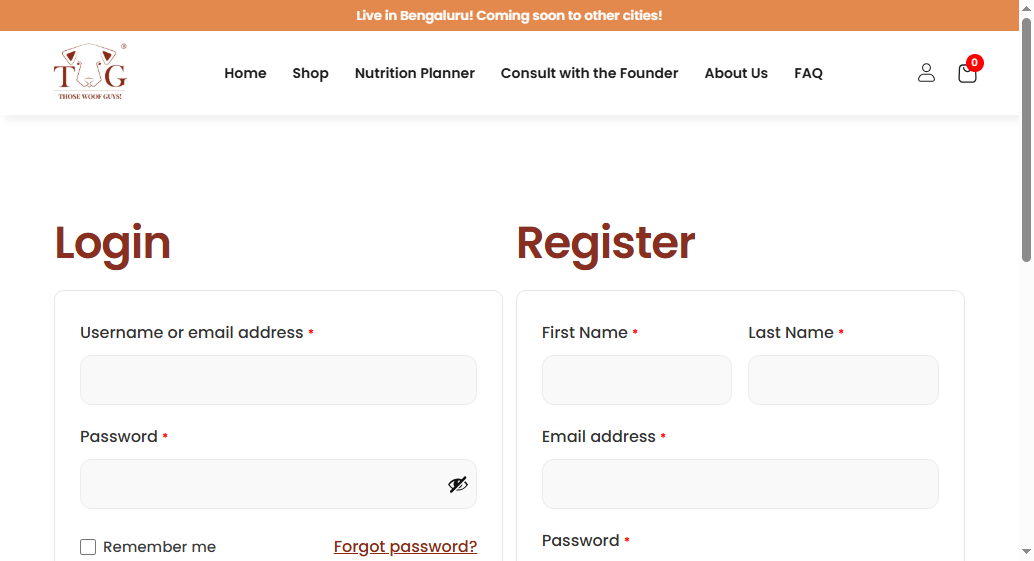 Live in Bengaluru! Coming soon to other cities!
T G ®
THOSE WOOF GUYS!
Home Shop Nutrition Planner Consult with the Founder About Us FAQ
0
Login
Username or email address *
Password *
Remember me Forgot password?
Register
First Name * Last Name *
Email address *
Password *